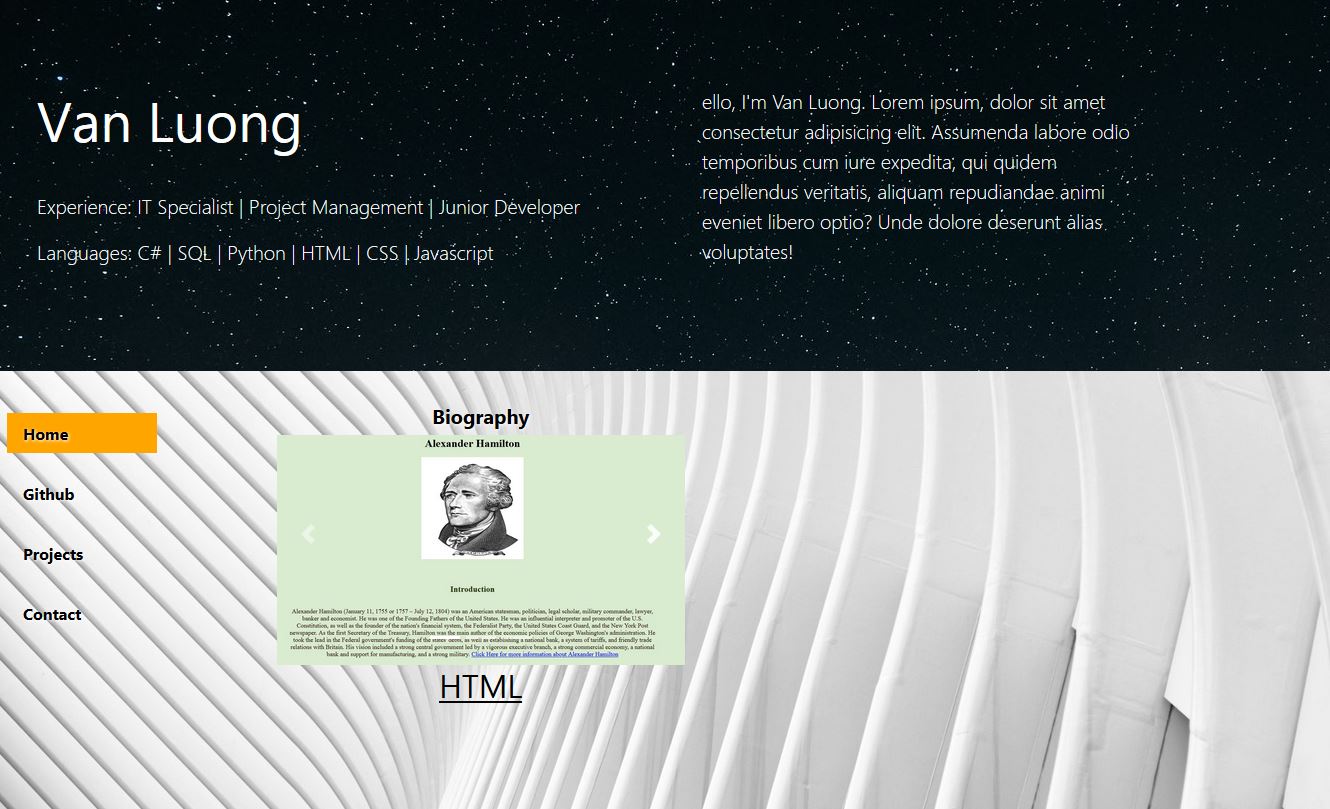 Van Luong
Experience: IT Specialist | Project Management | Junior Developer
Languages: C# | SQL | Python | HTML | CSS | Javascript
ello, I'm Van Luong. Lorem ipsum, dolor sit amet
consectetur adipisicing elit. Assumenda labore odio
temporibus cum iure expedita, qui quidem
repellendus veritatis, aliquam repudiandae animi
eveniet libero optio? Unde dolore deserunt alias
voluptates!
Home
Github
Projects
Contact
Biography
Alexander Hamilton
Introduction
Alexander Hamilton (January 11, 1755 or 1757 – July 12, 1804) was an American statesman, politician, legal scholar, military commander, lawyer,
banker and economist. He was one of the Founding Fathers of the United States. He was an influential interpreter and promoter of the U.S.
Constitution, as well as the founder of the nation's financial system, the Federalist Party, the United States Coast Guard, and the New York Post
newspaper. As the first Secretary of the Treasury, Hamilton was the main author of the economic policies of George Washington's administration. He
took the lead in the Federal government's funding of the states' debts, as well as establishing a national bank, a system of tariffs, and friendly trade
relations with Britain. His vision included a strong central government led by a vigorous executive branch, a strong commercial economy, a national
bank and support for manufacturing, and a strong military. Click Here for more information about Alexander Hamilton
HTML